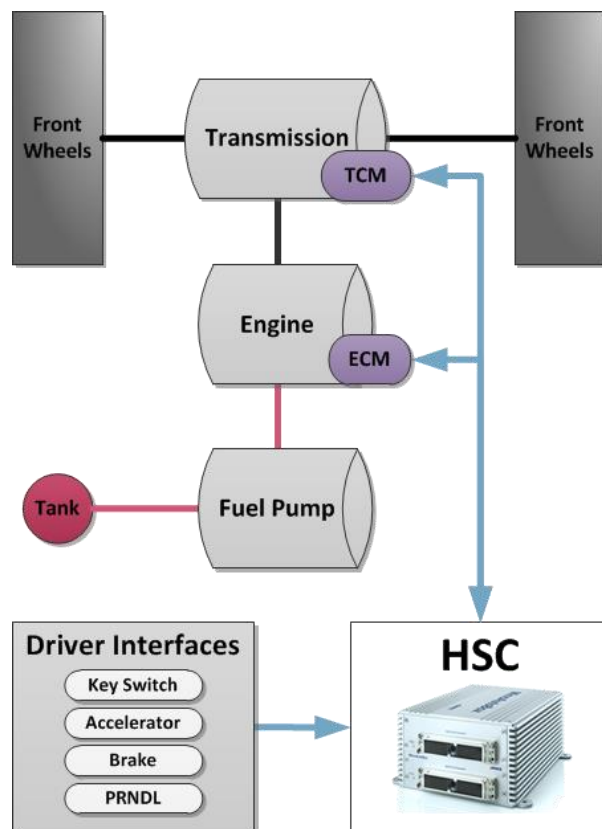 Front
Wheels
Transmission
Front
Wheels
TCM
Engine
ECM
Tank
Fuel Pump
Driver Interfaces
Key Switch
Accelerator
Brake
PRNDL
HSC